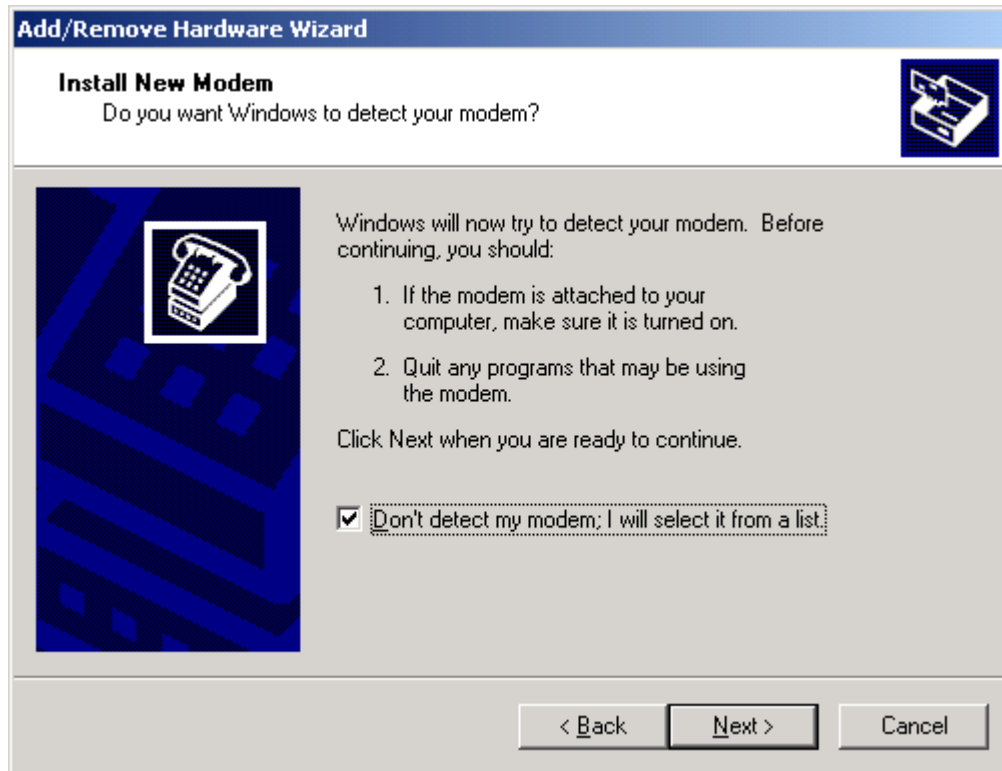 Add/Remove Hardware Wizard
Install New Modem
Do you want Windows to detect your modem?
Windows will now try to detect your modem.  Before
continuing, you should:
1. If the modem is attached to your
computer, make sure it is turned on.
2. Quit any programs that may be using
the modem.
Click Next when you are ready to continue.
Don't detect my modem; I will select it from a list.
< Back
Next >
Cancel